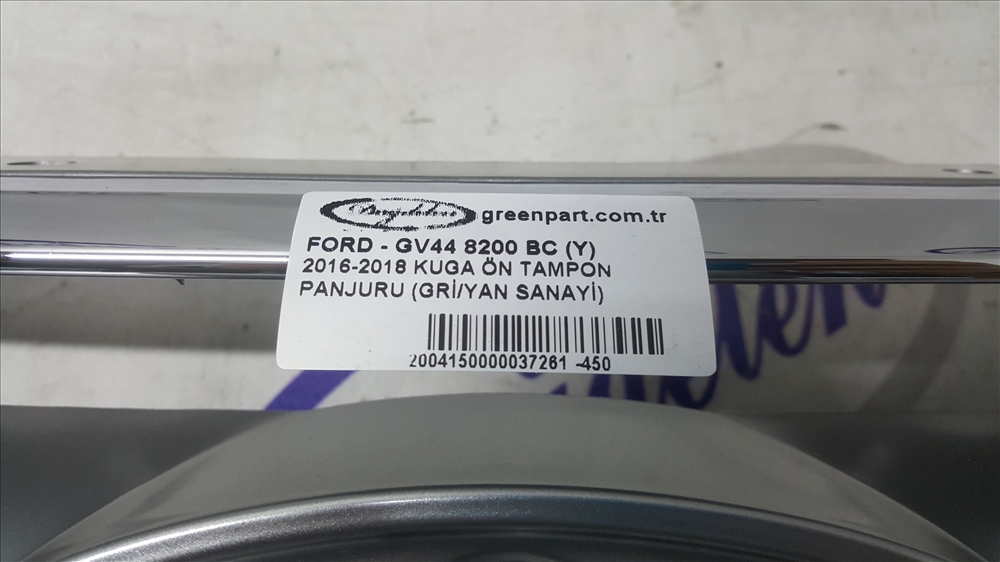 greenpart.com.tr
FORD - GV44 8200 BC (Y)
2016-2018 KUGA ÖN TAMPON
PANJURU (GRİ/YAN SANAYİ)
2004150000037261 -450